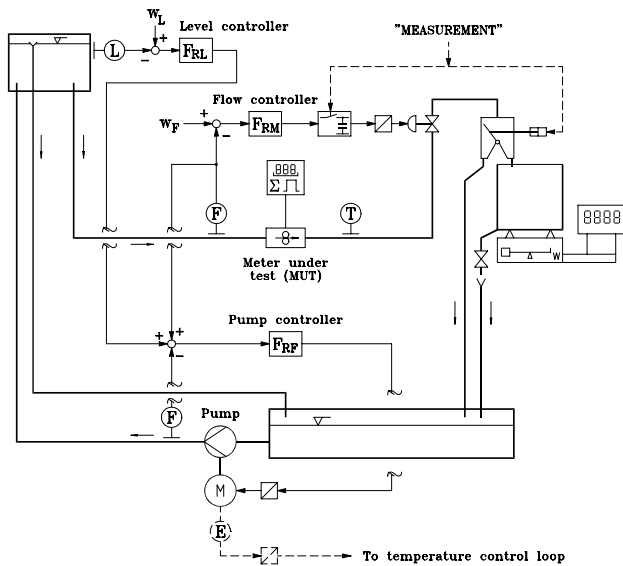 w_L
Level controller
+
L
−
F_RL
"MEASUREMENT"
Flow controller
w_F
+
−
F_RM
888
Σ
F
T
8
8888
W
Meter under
test (MUT)
Pump controller
+
+
−
F_RF
F
Pump
M
E
To temperature control loop